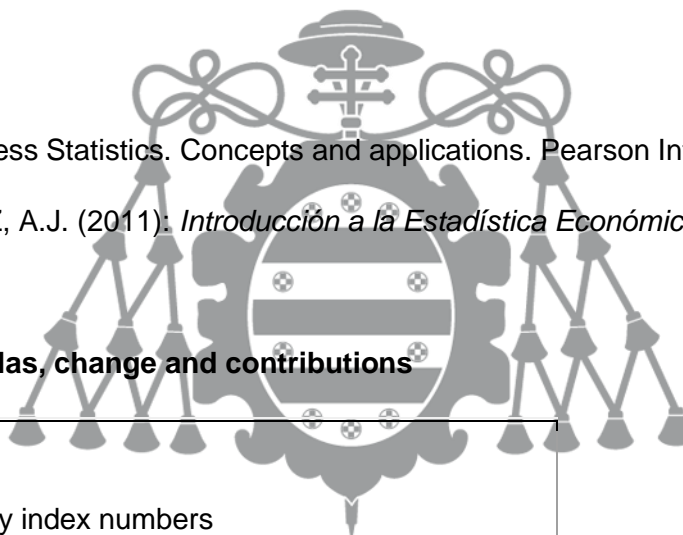 ess Statistics. Concepts and applications. Pearson In
Z, A.J. (2011): Introducción a la Estadística Económic
las, change and contributions
y index numbers